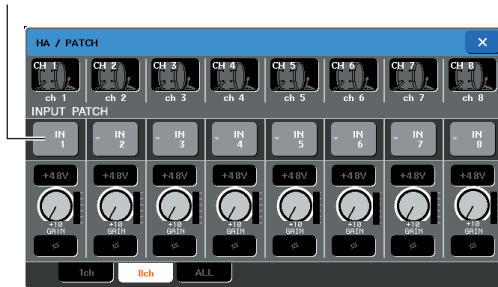 HA / PATCH
CH 1 CH 2 CH 3 CH 4 CH 5 CH 6 CH 7 CH 8
ch 1 ch 2 ch 3 ch 4 ch 5 ch 6 ch 7 ch 8
INPUT PATCH
IN IN IN IN IN IN IN IN
1 2 3 4 5 6 7 8
+48V +48V +48V +48V +48V +48V +48V +48V
+10 +10 +10 +10 +10 +10 +10 +10
GAIN GAIN GAIN GAIN GAIN GAIN GAIN GAIN
ø ø ø ø ø ø ø ø
1ch 8ch ALL